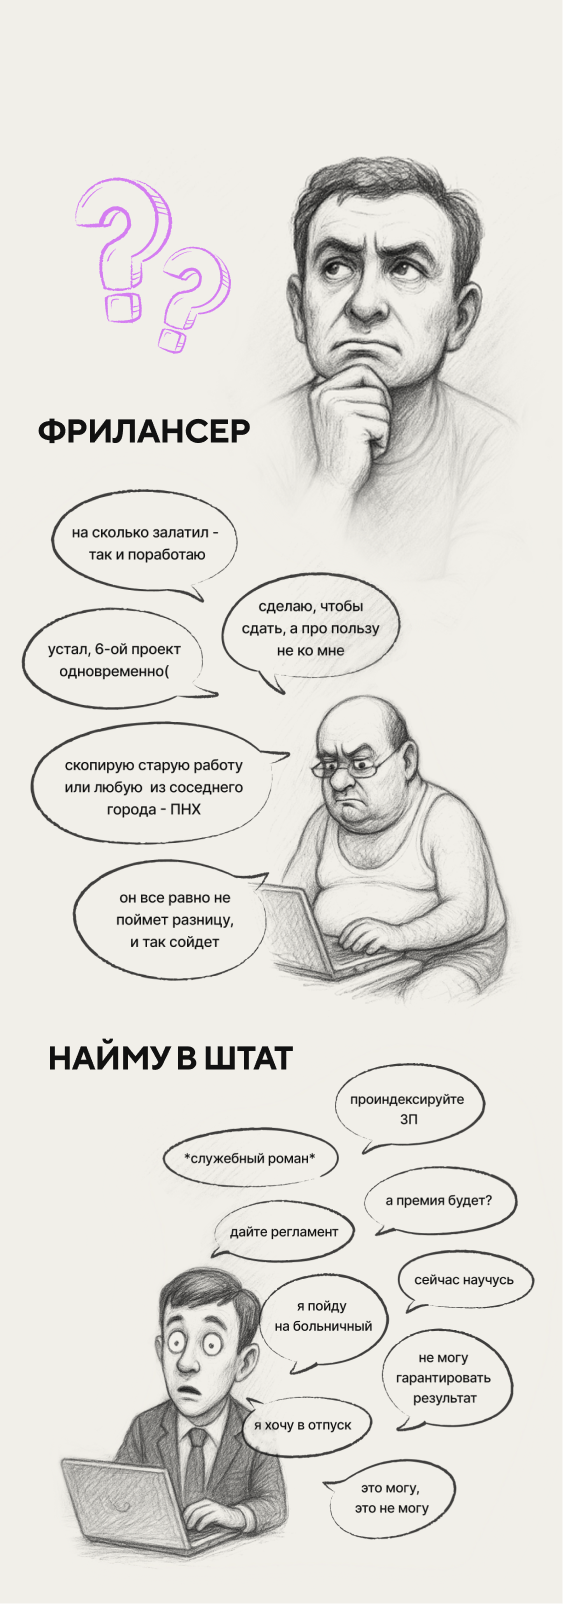 ??
ФРИЛАНСЕР
на сколько залатил -
так и поработаю
сделаю, чтобы
сдать, а про пользу
не ко мне
устал, 6-ой проект
одновременно(
скопирую старую работу
или любую из соседнего
города - ПНХ
он все равно не
поймет разницу,
и так сойдет
НАЙМУ В ШТАТ
проиндексируйте
ЗП
*служебный роман*
а премия будет?
дайте регламент
сейчас научусь
я пойду
на больничный
не могу
гарантировать
результат
я хочу в отпуск
это могу,
это не могу